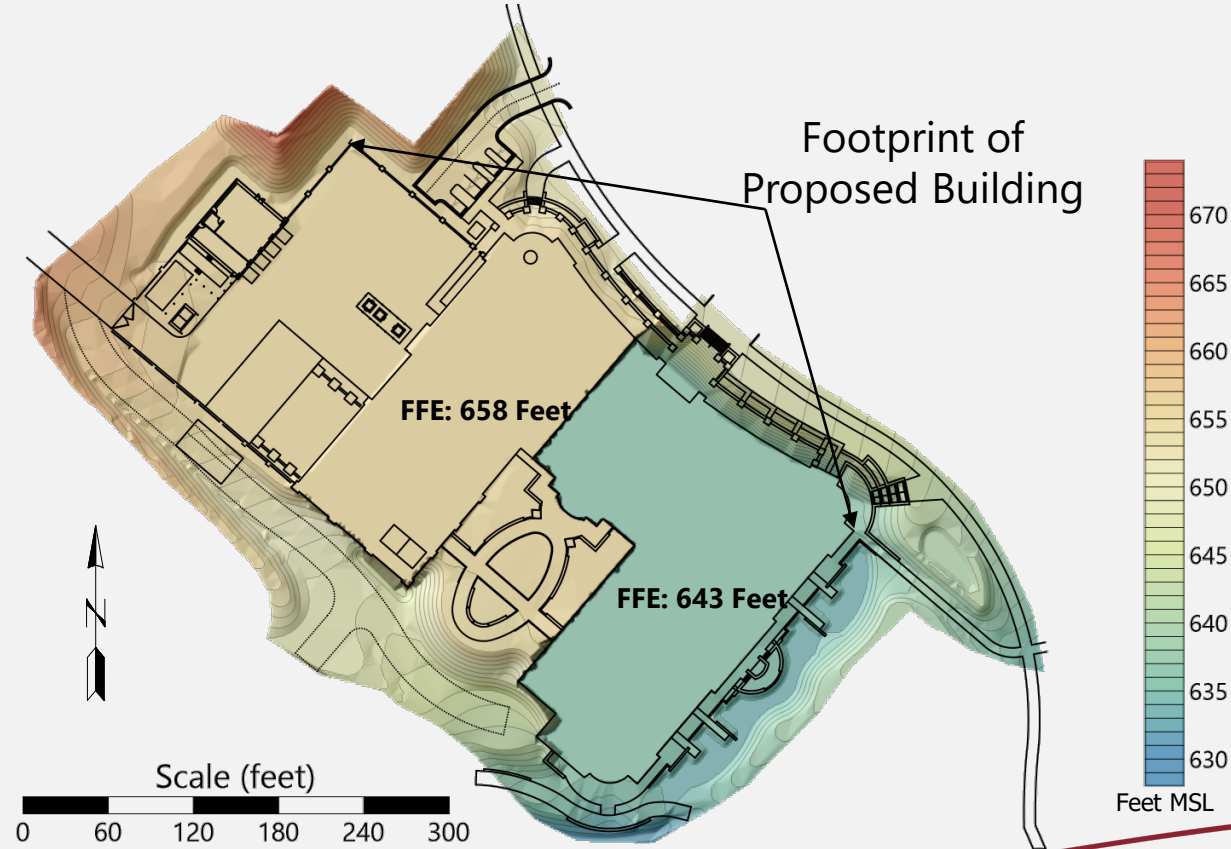 Footprint of
Proposed Building
FFE: 658 Feet
FFE: 643 Feet
N
Scale (feet)
0 60 120 180 240 300
670
665
660
655
650
645
640
635
630
Feet MSL